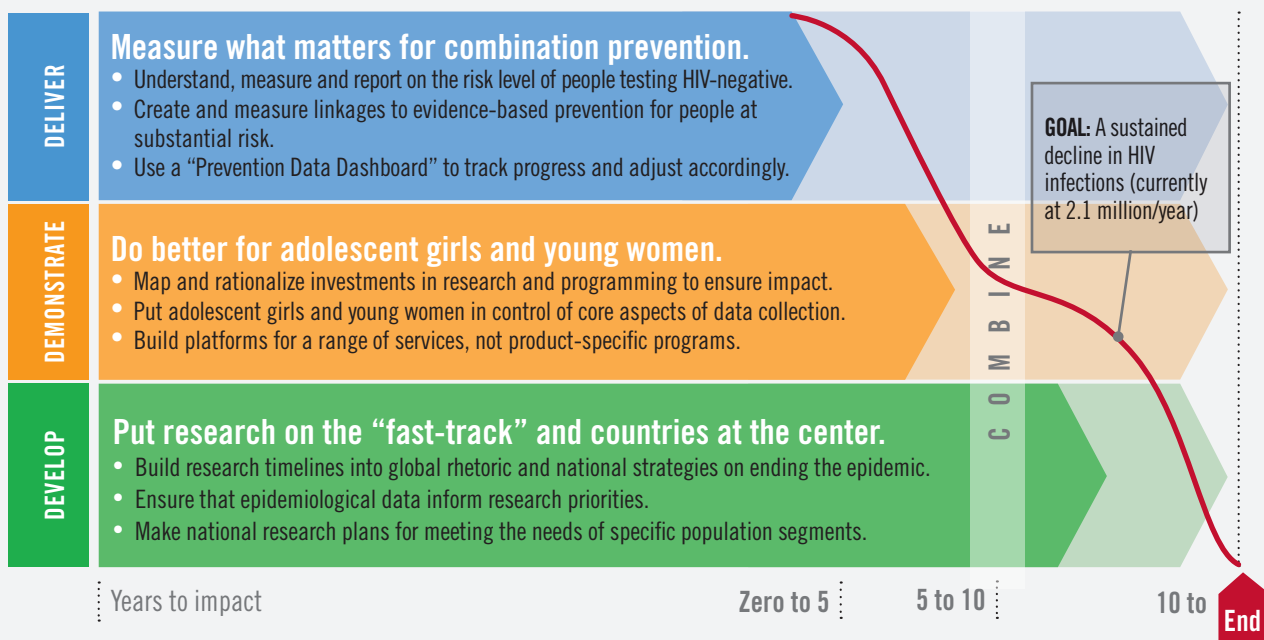 DELIVER
Measure what matters for combination prevention.
• Understand, measure and report on the risk level of people testing HIV-negative.
• Create and measure linkages to evidence-based prevention for people at
substantial risk.
• Use a “Prevention Data Dashboard” to track progress and adjust accordingly.
GOAL: A sustained
decline in HIV
infections (currently
at 2.1 million/year)
DEMONSTRATE
Do better for adolescent girls and young women.
• Map and rationalize investments in research and programming to ensure impact.
• Put adolescent girls and young women in control of core aspects of data collection.
• Build platforms for a range of services, not product-specific programs.
COMBINE
DEVELOP
Put research on the “fast-track” and countries at the center.
• Build research timelines into global rhetoric and national strategies on ending the epidemic.
• Ensure that epidemiological data inform research priorities.
• Make national research plans for meeting the needs of specific population segments.
Years to impact
Zero to 5
5 to 10
10 to
End